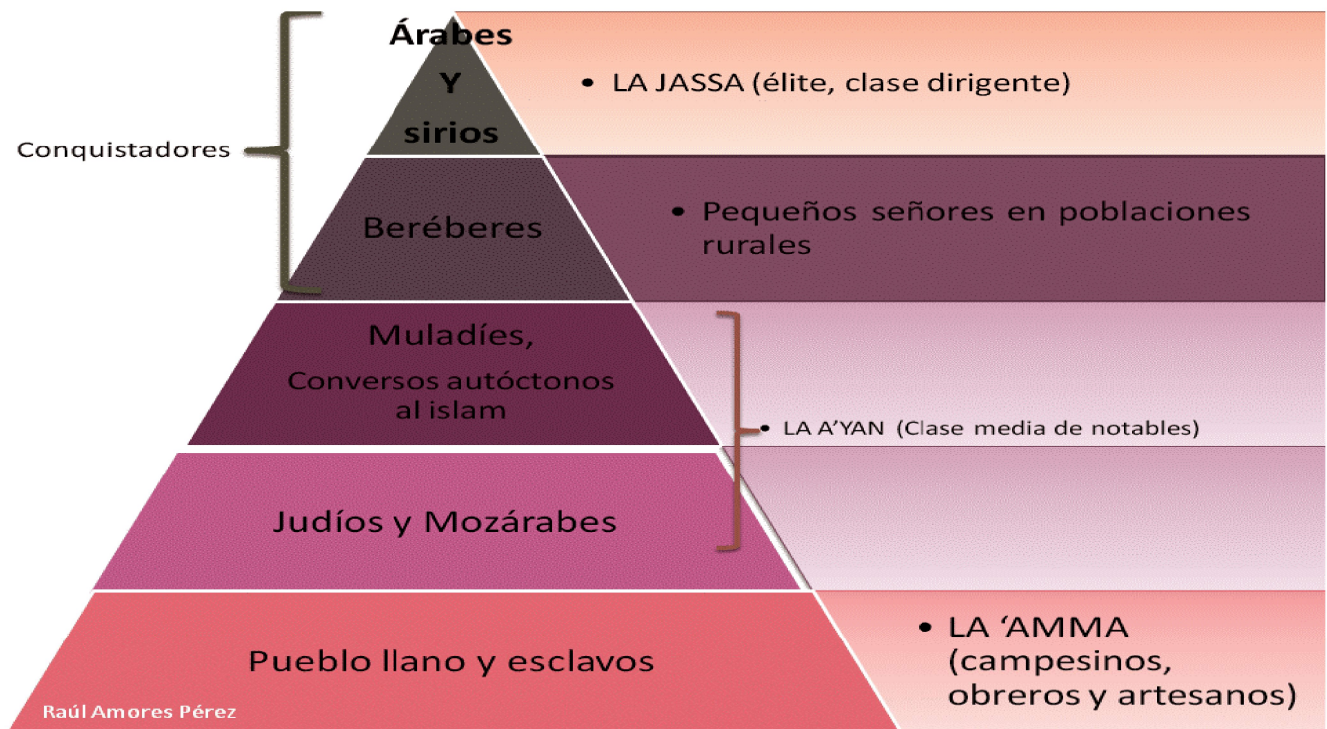 Árabes
Y
sirios
• LA JASSA (élite, clase dirigente)
Conquistadores
Beréberes
• Pequeños señores en poblaciones
rurales
Muladíes,
Conversos autóctonos
al islam
• LA A’YAN (Clase media de notables)
Judíos y Mozárabes
Pueblo llano y esclavos
• LA ‘AMMA
(campesinos,
obreros y artesanos)
Raúl Amores Pérez